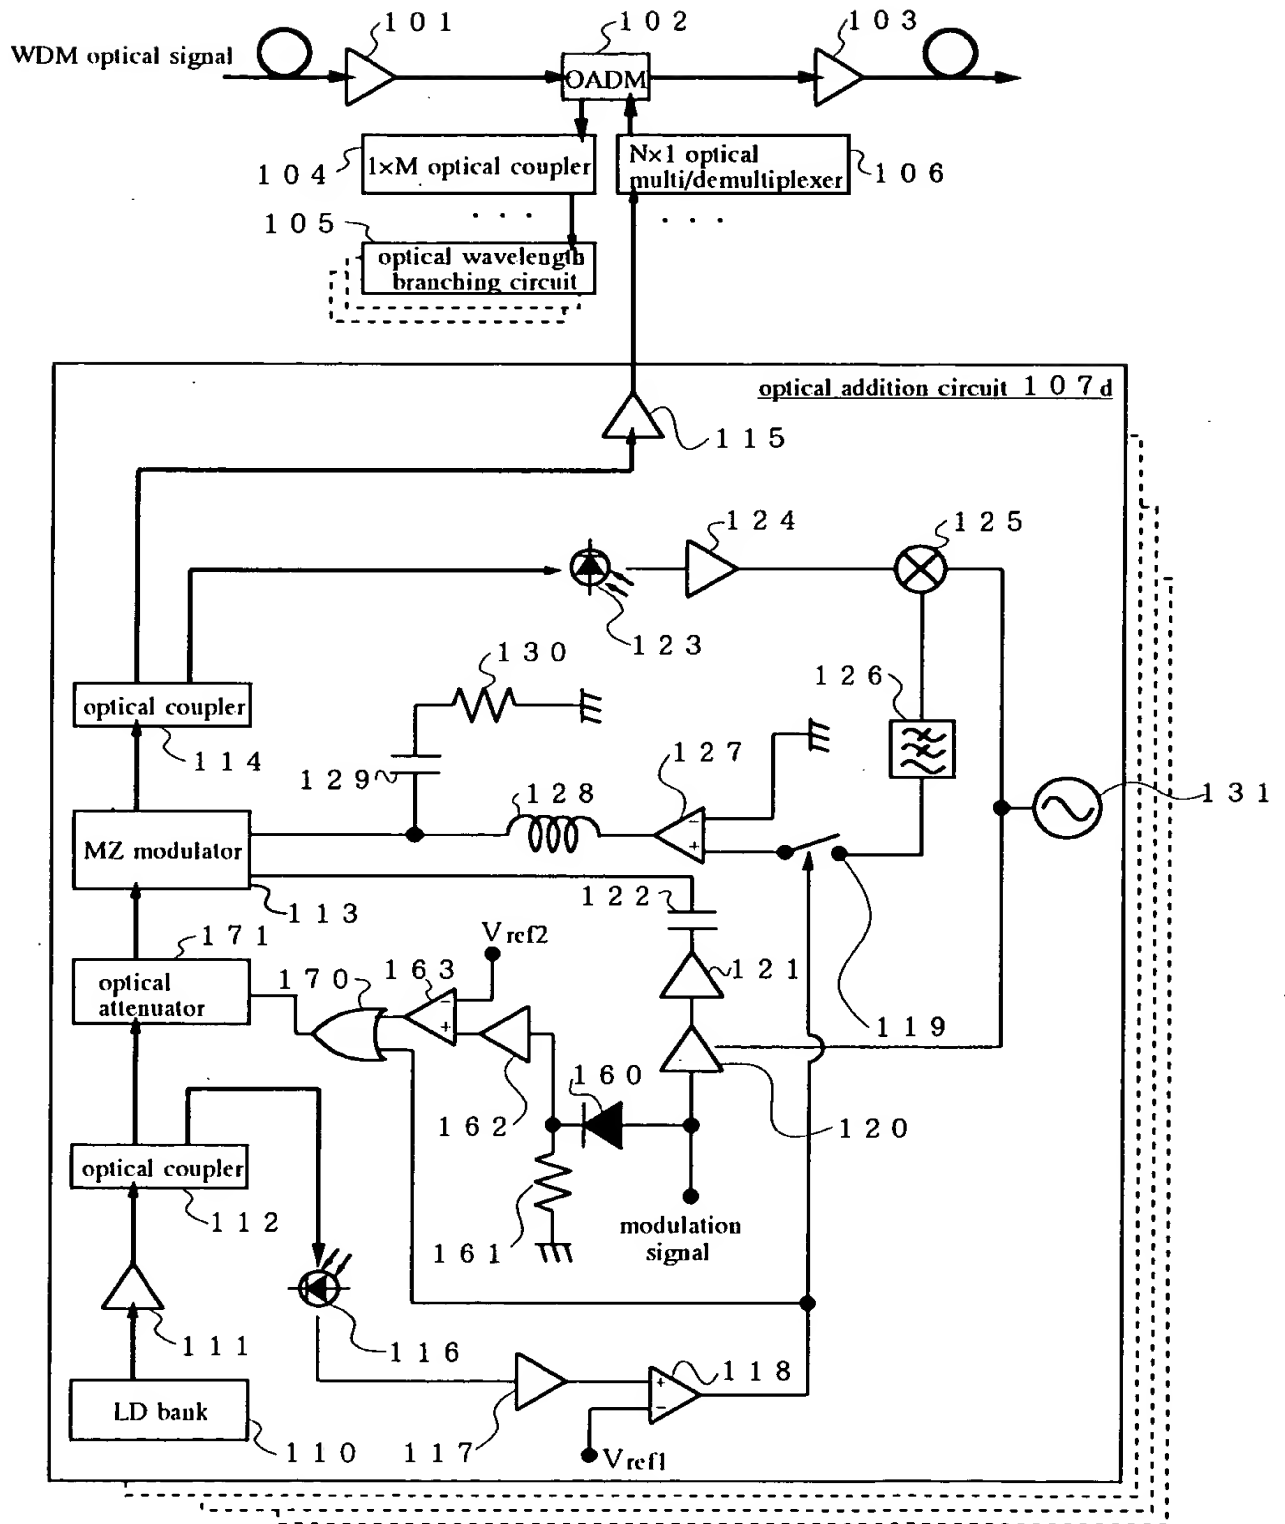 101
102
103
WDM optical signal
OADM
104
1×M optical coupler
N×1 optical
multi/demultiplexer
106
. . .
. . .
105
optical wavelength
branching circuit
optical addition circuit 107d
115
124
125
123
130
126
optical coupler
114
129
127
128
131
MZ modulator
113
122
171
Vref2
170
163
121
optical
attenuator
119
160
162
120
optical coupler
112
161
modulation
signal
111
116
118
LD bank
110
117
Vref1